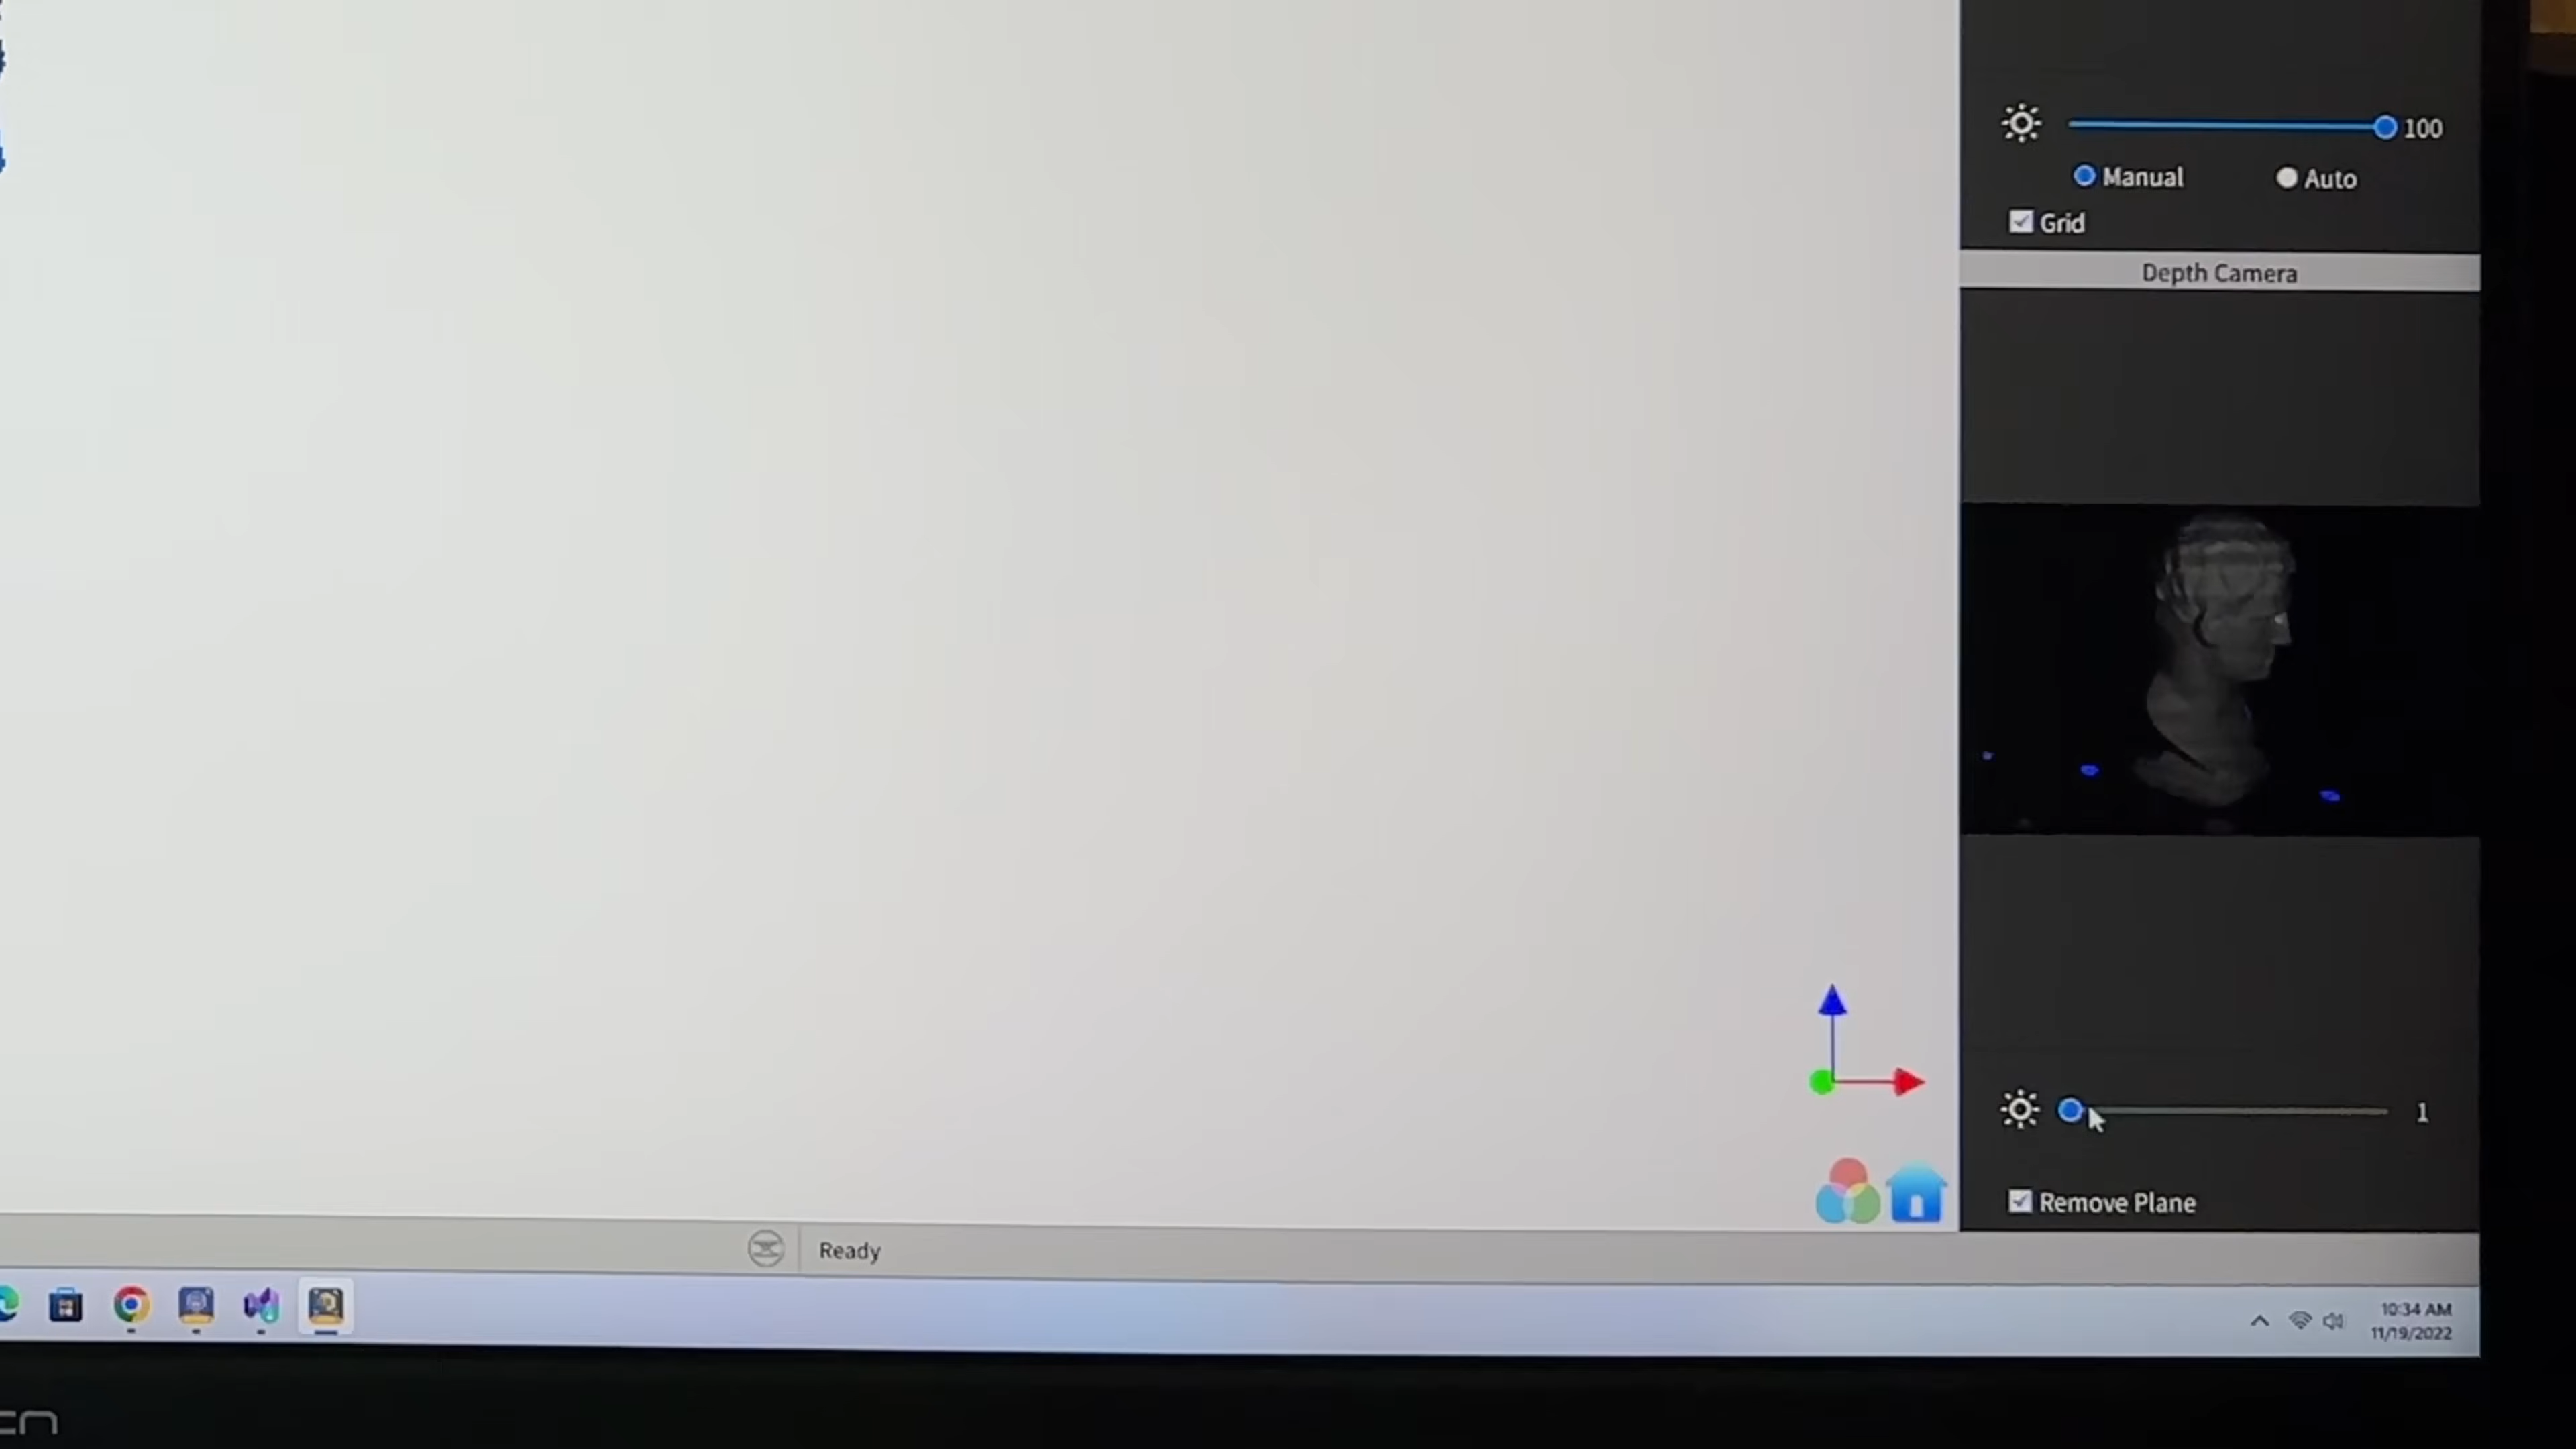 100
Manual Auto
Grid
Depth Camera
1
Remove Plane
Ready
10:34 AM
11/19/2022